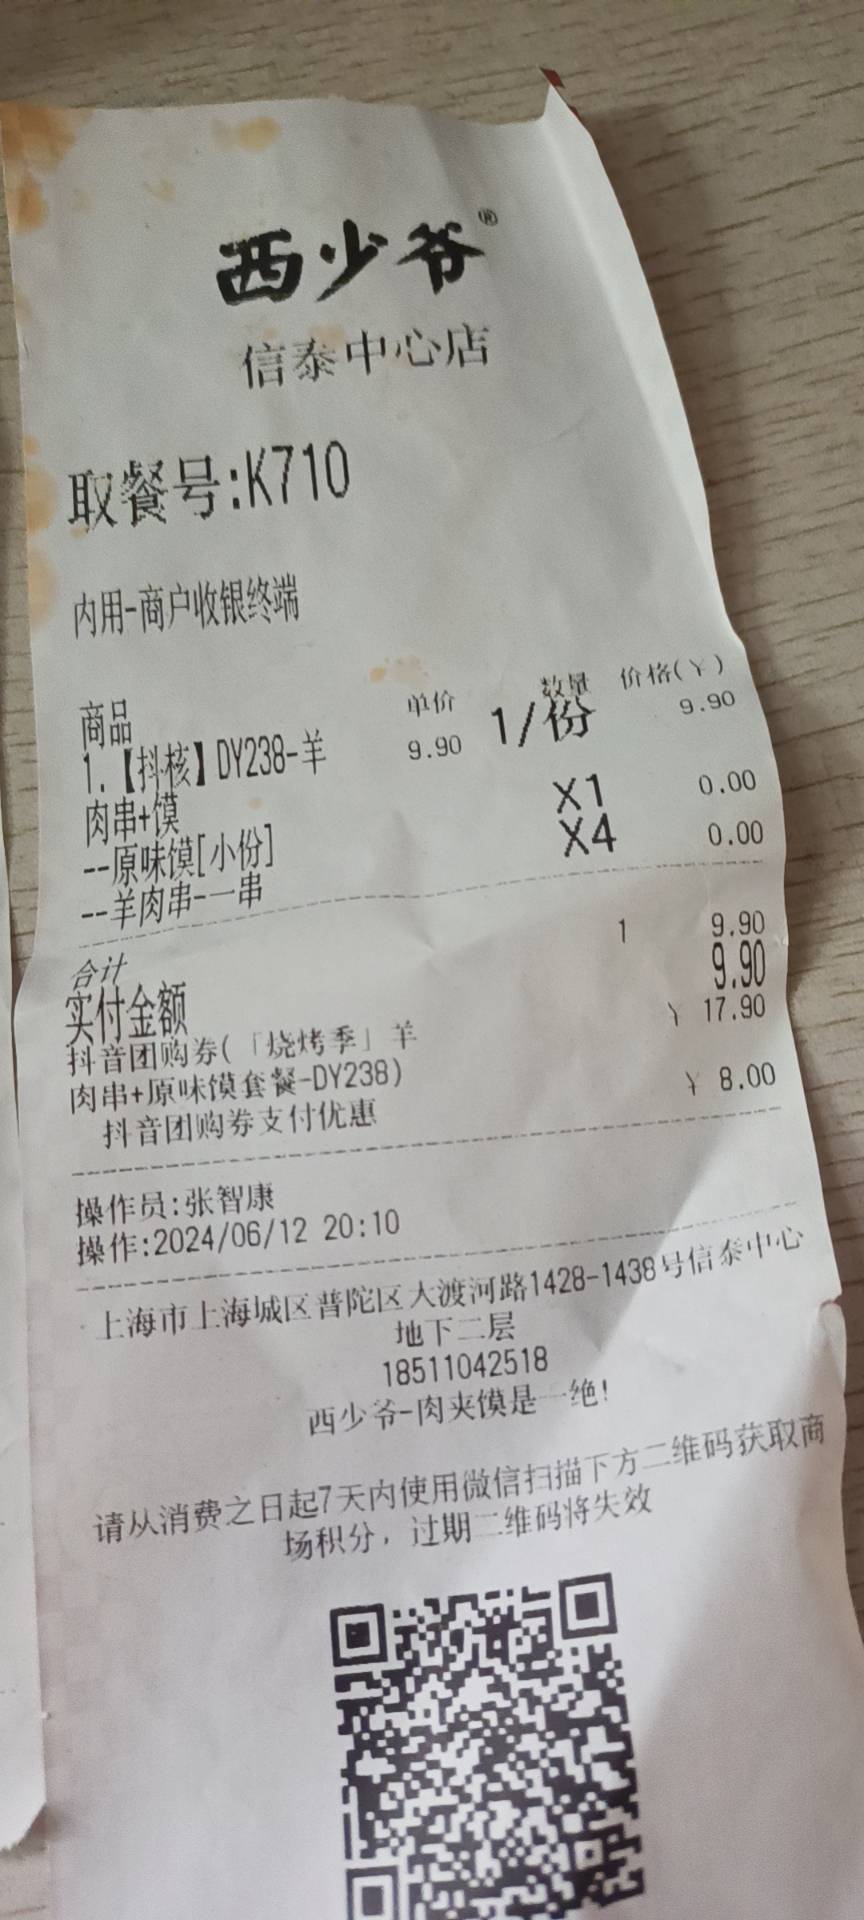 西少爷®
信泰中心店
取餐号:K710
内用-商户收银终端
商品 单价 数量 价格(￥)
1.【抖核】DY238-羊 9.90 1/份 9.90
肉串+馍
--原味馍[小份] X1 0.00
--羊肉串-一串 X4 0.00
合计 1 9.90
实付金额 9.90
抖音团购券(「烧烤季」羊 ￥ 17.90
肉串+原味馍套餐-DY238)
抖音团购券支付优惠 ￥ 8.00
操作员:张智康
操作:2024/06/12 20:10
上海市上海城区普陀区大渡河路1428-1438号信泰中心
地下二层
18511042518
西少爷-肉夹馍是一绝!
请从消费之日起7天内使用微信扫描下方二维码获取商
场积分，过期二维码将失效